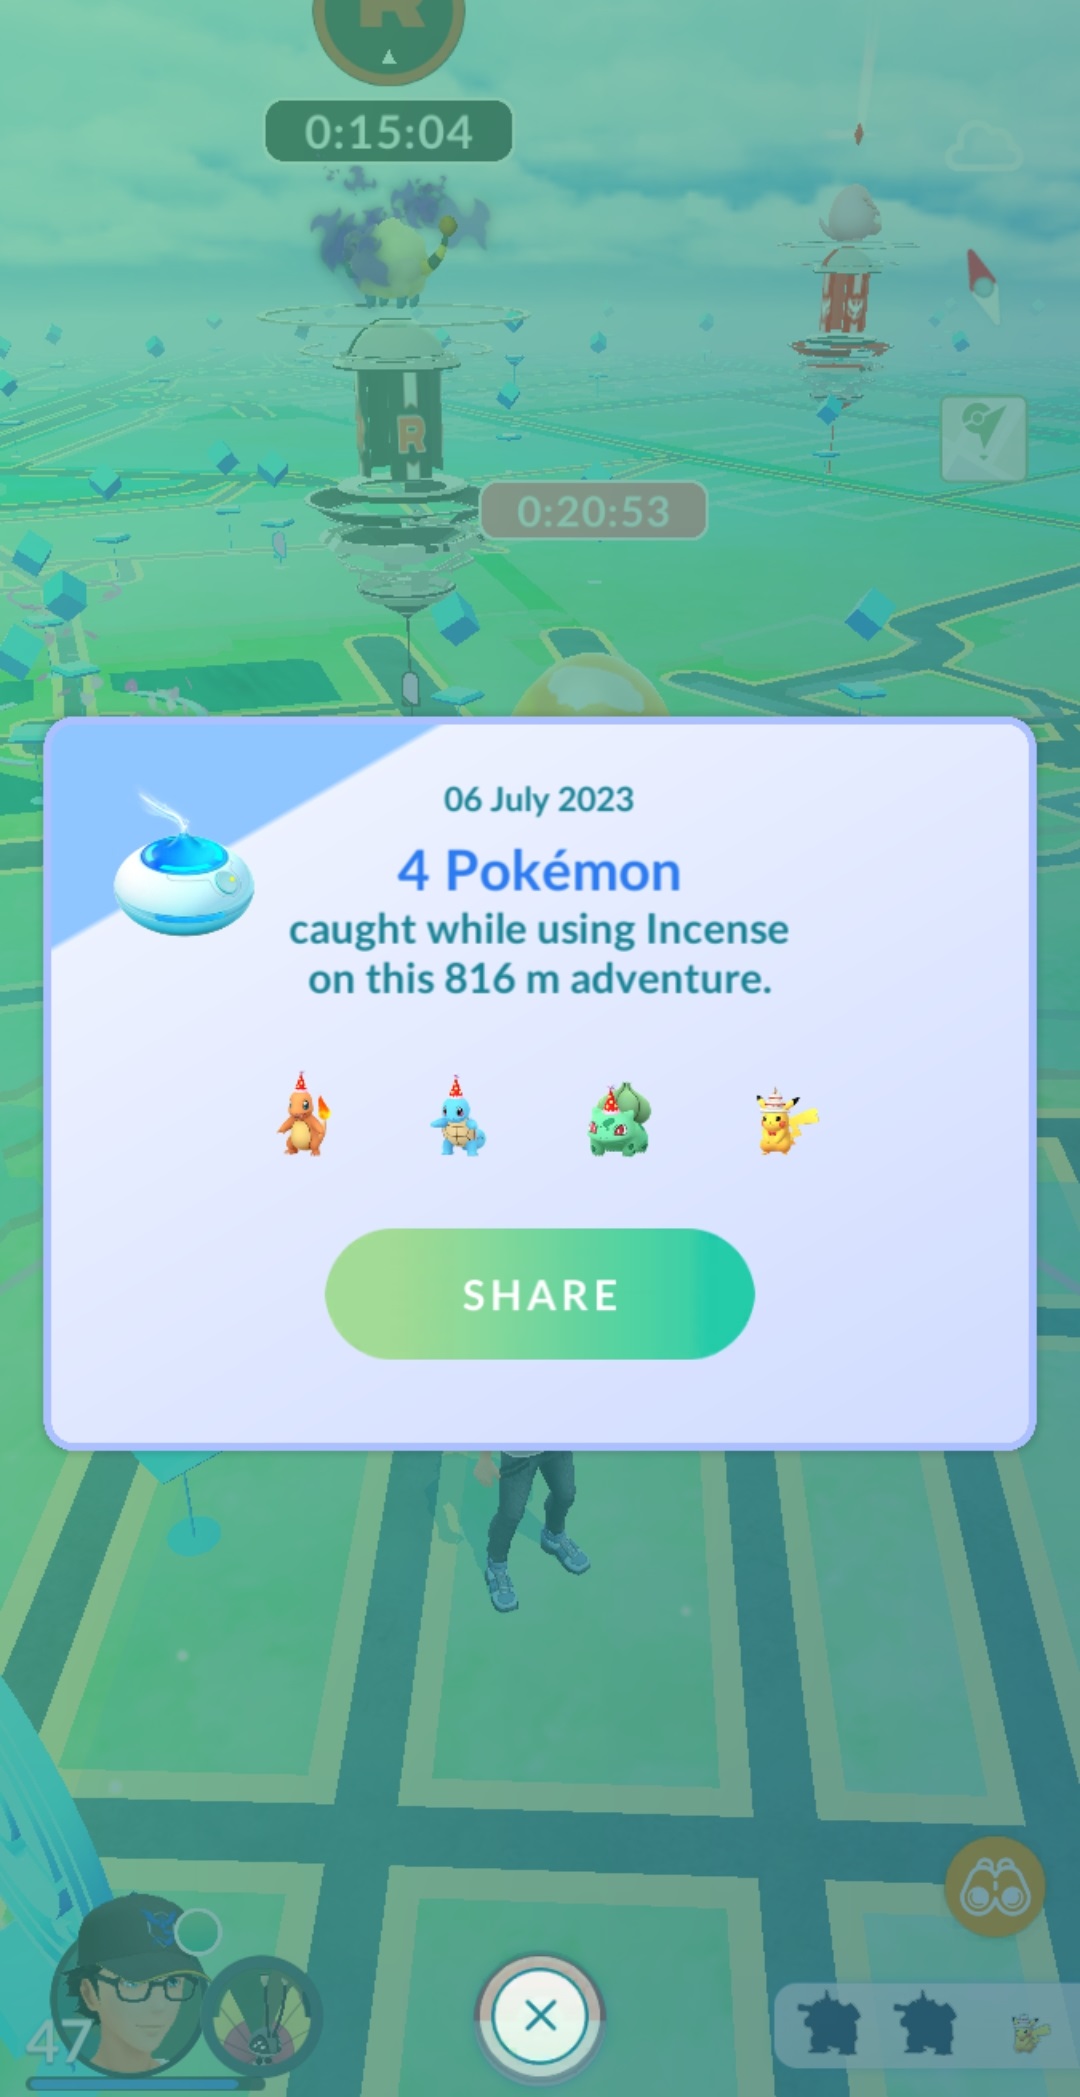 R
0:15:04
R
0:20:53
06 July 2023
4 Pokémon
caught while using Incense
on this 816 m adventure.
SHARE
47